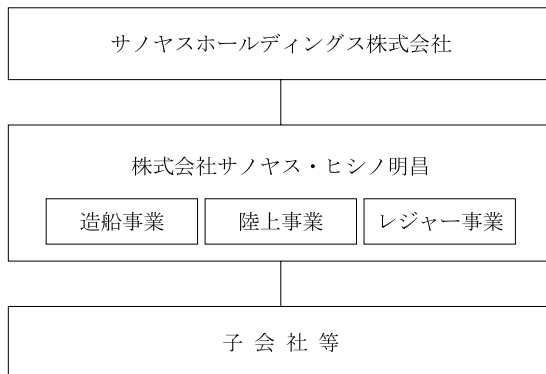 サノヤスホールディングス株式会社
株式会社サノヤス・ヒシノ明昌
造船事業 陸上事業 レジャー事業
子 会 社 等